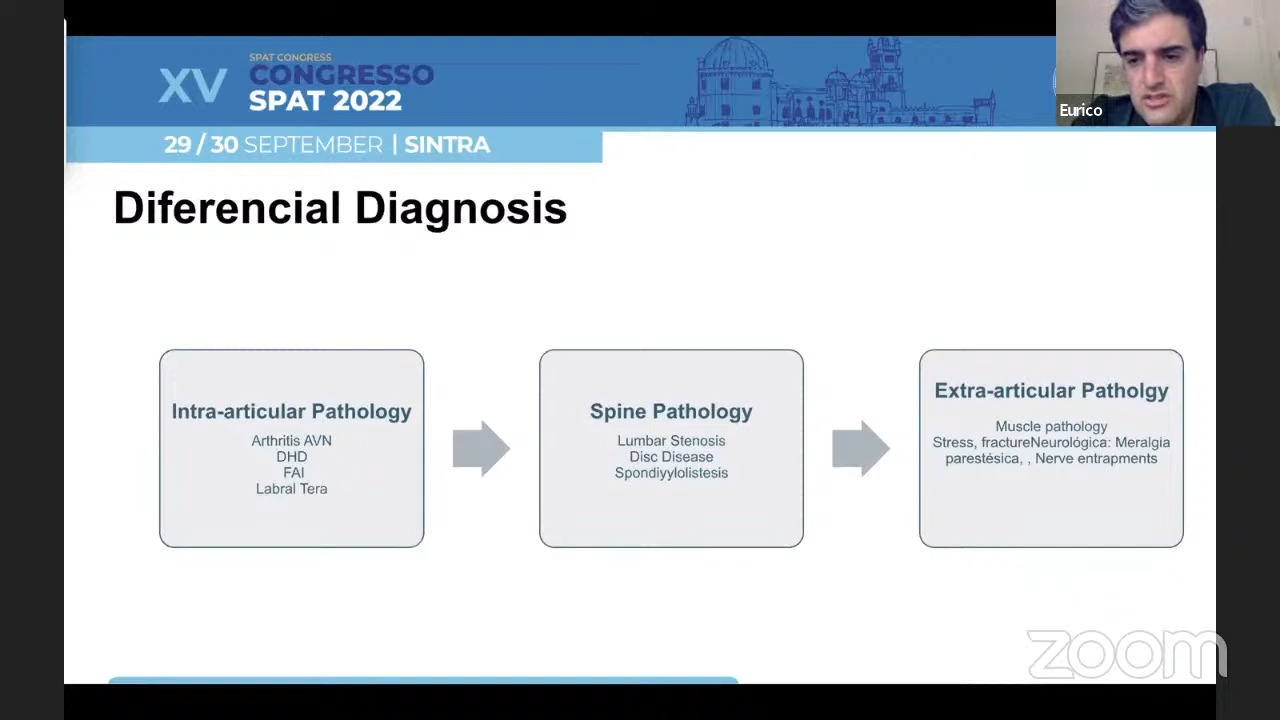 SPAT CONGRESS
XV CONGRESSO
SPAT 2022
29 / 30 SEPTEMBER | SINTRA
Eurico
Diferencial Diagnosis
Intra-articular Pathology
Arthritis AVN
DHD
FAI
Labral Tera
Spine Pathology
Lumbar Stenosis
Disc Disease
Spondiyylolistesis
Extra-articular Patholgy
Muscle pathology
Stress, fractureNeurológica: Meralgia
parestésica, , Nerve entrapments
zoom